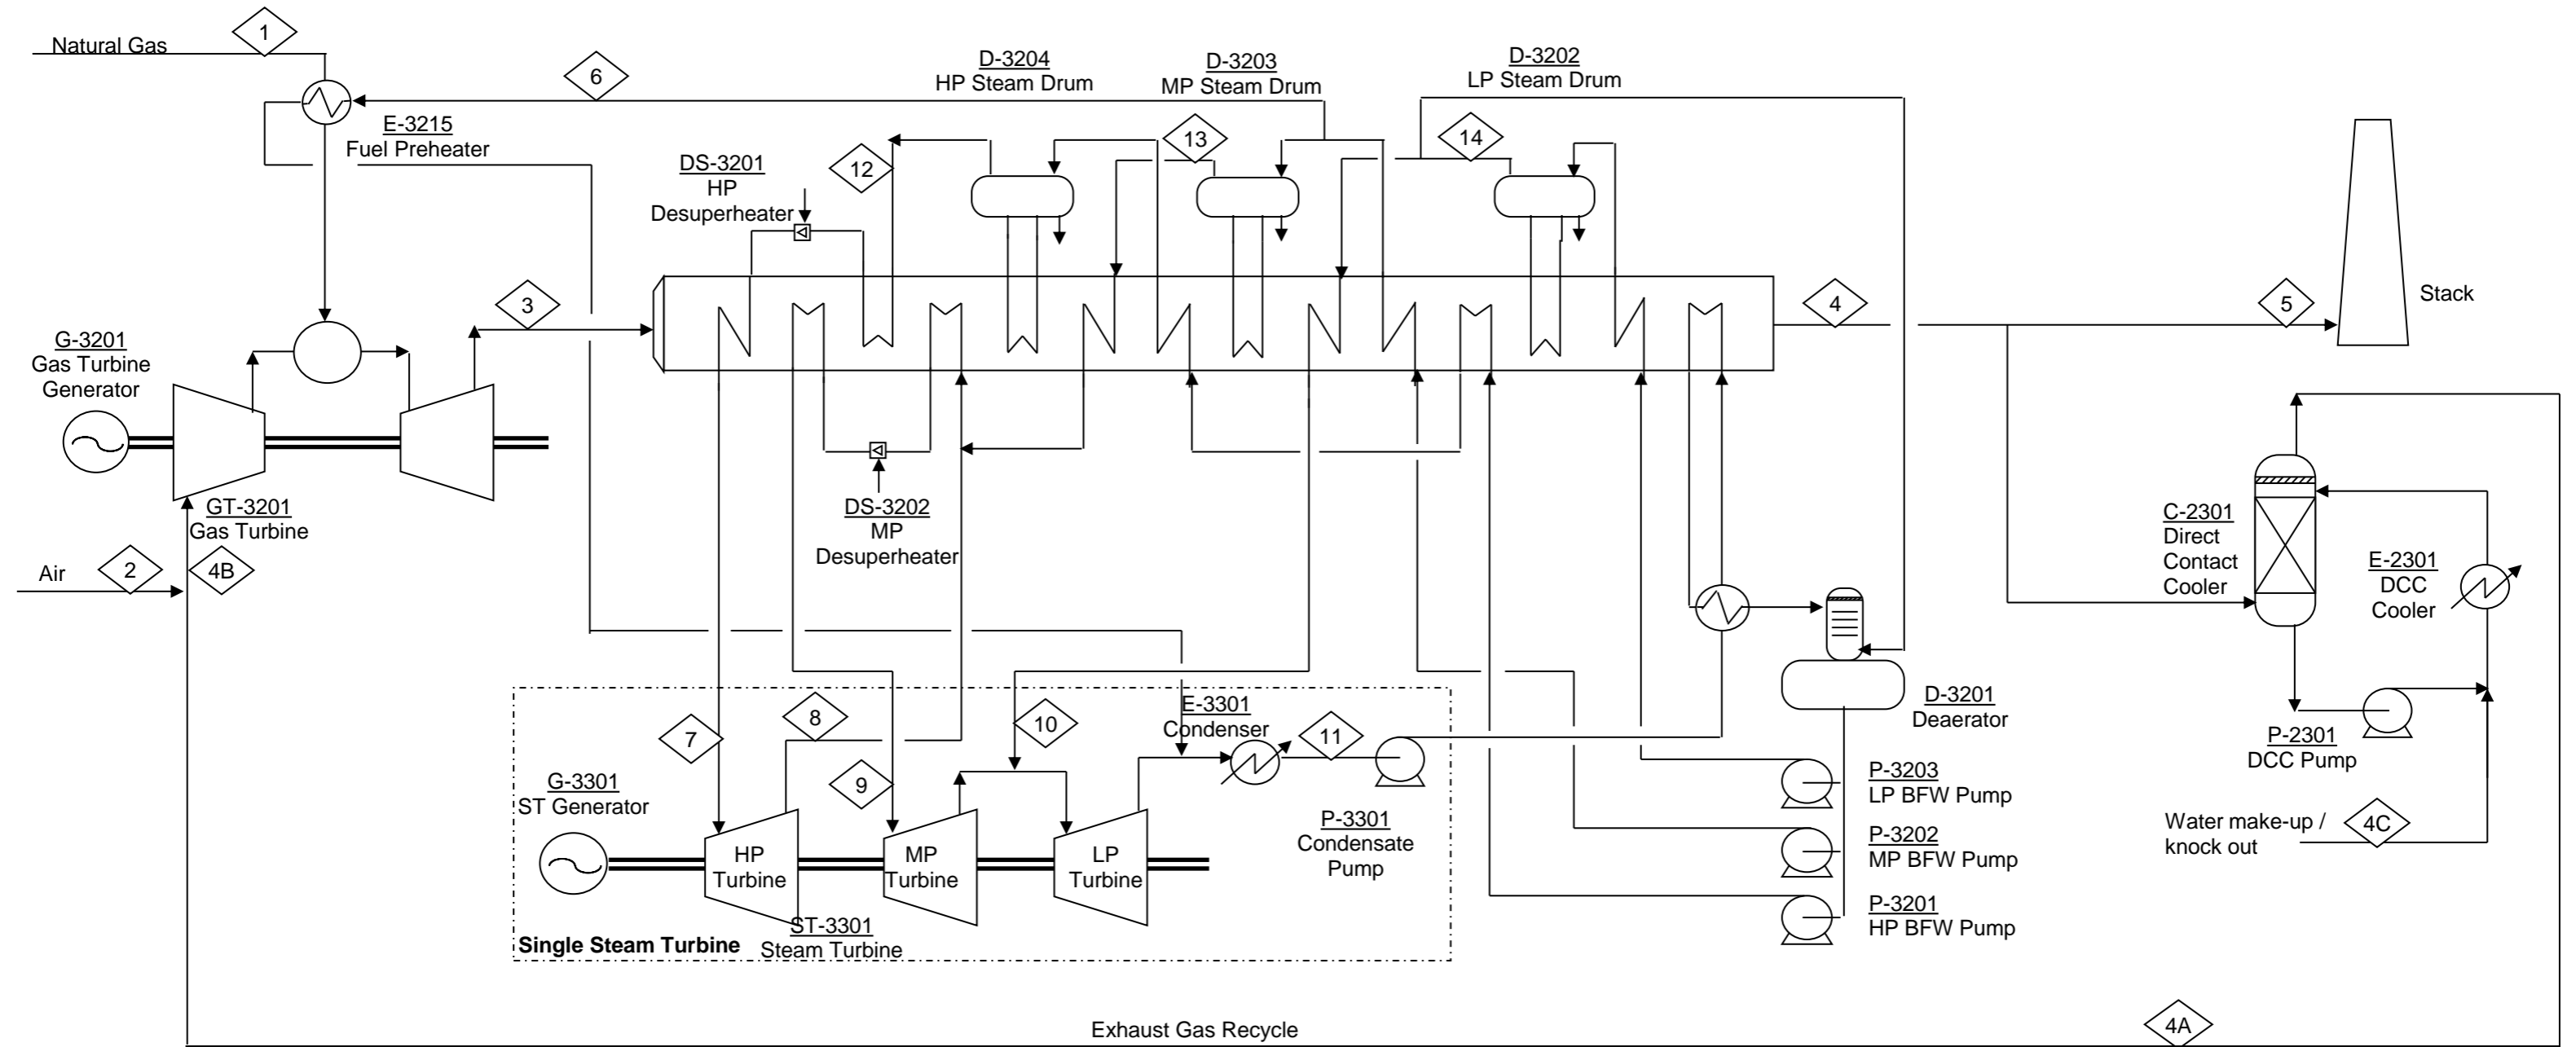 1
Natural Gas
6
D-3204
HP Steam Drum
D-3203
MP Steam Drum
D-3202
LP Steam Drum
E-3215
Fuel Preheater
DS-3201
HP
Desuperheater
12
13
14
3
4
5
Stack
G-3201
Gas Turbine
Generator
GT-3201
Gas Turbine
DS-3202
MP
Desuperheater
Air
2
4B
C-2301
Direct
Contact
Cooler
E-2301
DCC
Cooler
7
8
9
10
E-3301
Condenser
11
D-3201
Deaerator
P-2301
DCC Pump
G-3301
ST Generator
P-3301
Condensate
Pump
P-3203
LP BFW Pump
P-3202
MP BFW Pump
P-3201
HP BFW Pump
Water make-up /
knock out
4C
HP
Turbine
MP
Turbine
LP
Turbine
ST-3301
Steam Turbine
Single Steam Turbine
Exhaust Gas Recycle
4A